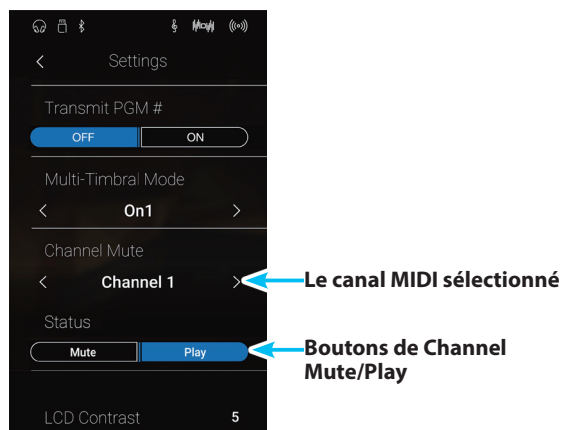 Settings
Transmit PGM #
OFF ON
Multi-Timbral Mode
< On1 >
Channel Mute
< Channel 1 >
Le canal MIDI sélectionné
Status
Mute Play
Boutons de Channel
Mute/Play
LCD Contrast 5